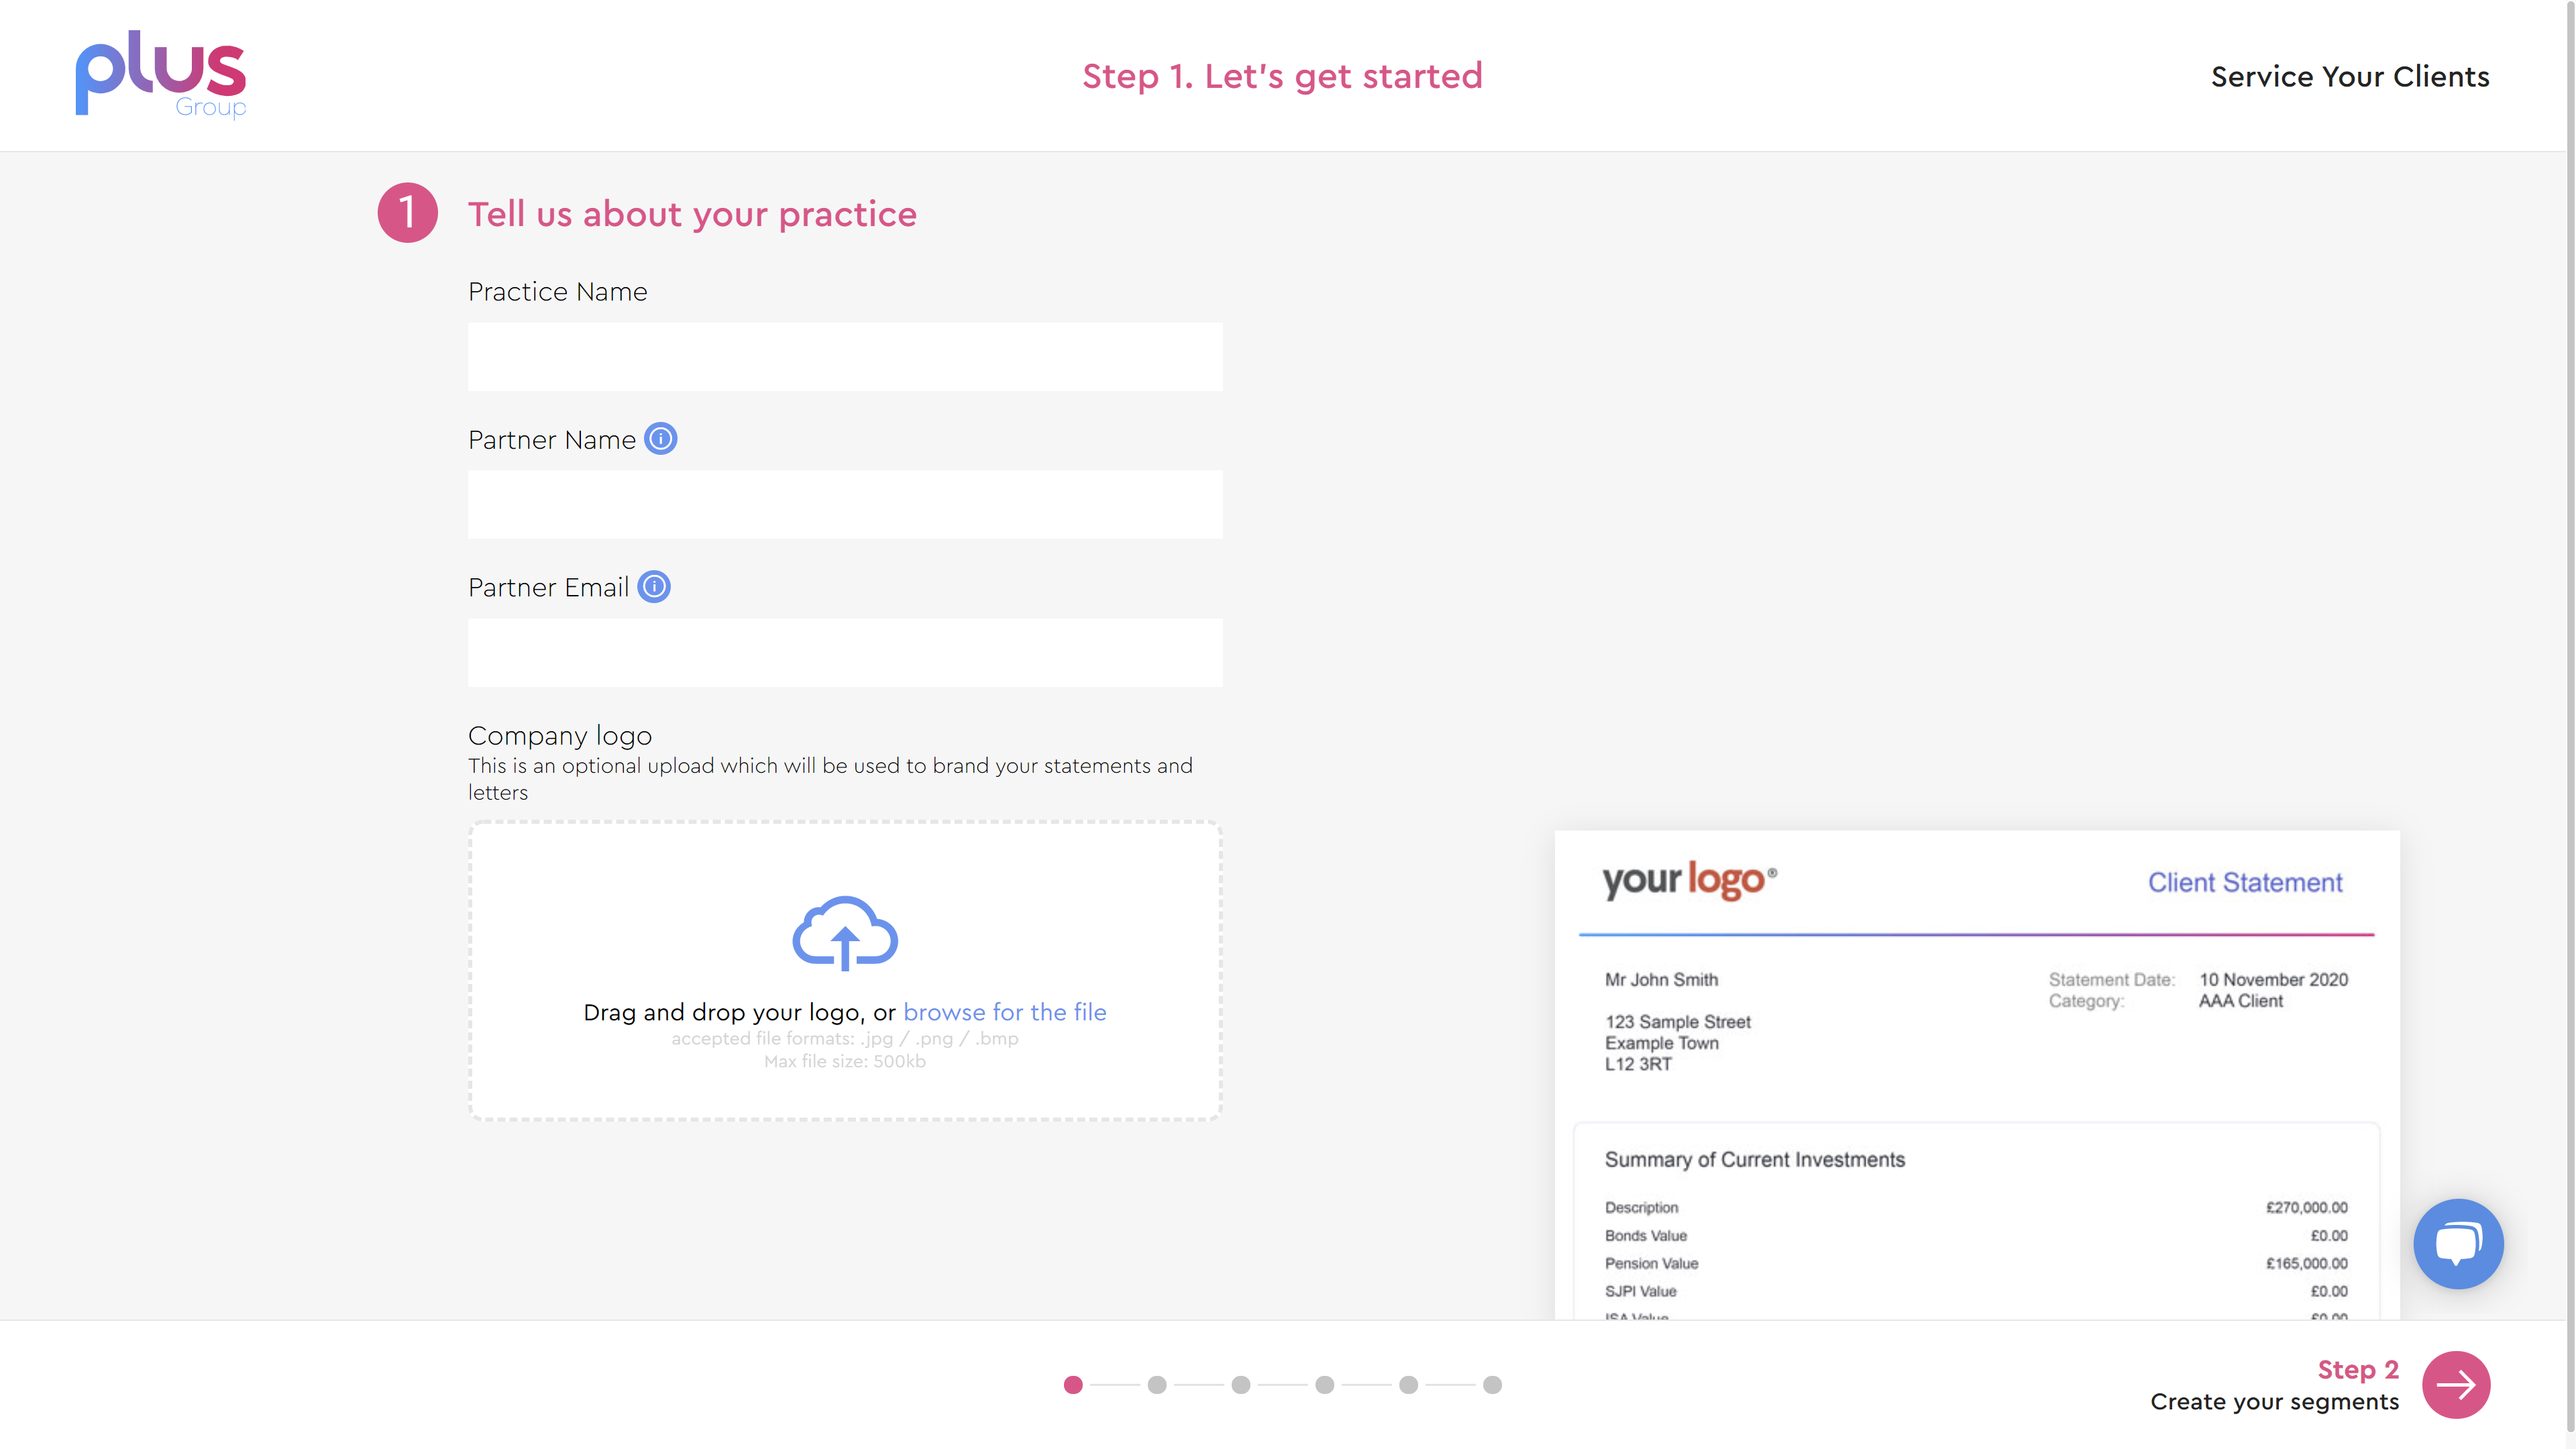 plus
Group
Step 1. Let's get started
Service Your Clients
1
Tell us about your practice
Practice Name
Partner Name
Partner Email
Company logo
This is an optional upload which will be used to brand your statements and
letters
Drag and drop your logo, or browse for the file
accepted file formats: .jpg / .png / .bmp
Max file size: 500kb
your logo®
Client Statement
Mr John Smith
Statement Date: 10 November 2020
Category: AAA Client
123 Sample Street
Example Town
L12 3RT
Summary of Current Investments
Description £270,000.00
Bonds Value £0.00
Pension Value £165,000.00
SJPI Value £0.00
ISA Value £0.00
Step 2
Create your segments